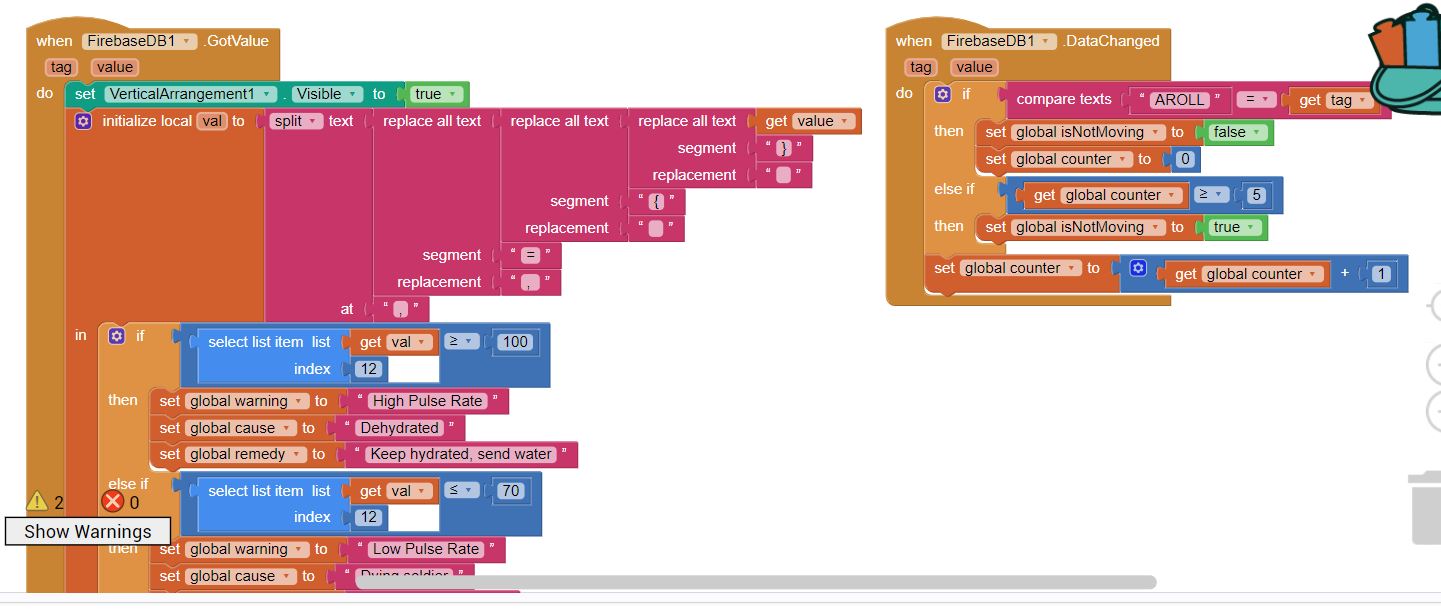 when FirebaseDB1 .GotValue
tag value
do set VerticalArrangement1 . Visible to true
initialize local val to split text replace all text replace all text replace all text get value
segment " } "
replacement " "
segment " { "
replacement " "
segment " = "
replacement " , "
at " , "
in if select list item list get val ≥ 100
index 12
then set global warning to " High Pulse Rate "
set global cause to " Dehydrated "
set global remedy to " Keep hydrated, send water "
else if select list item list get val ≤ 70
index 12
then set global warning to " Low Pulse Rate "
set global cause to " Dying soldier "
2 0
Show Warnings
when FirebaseDB1 .DataChanged
tag value
do if compare texts " AROLL " = get tag
then set global isNotMoving to false
set global counter to 0
else if get global counter ≥ 5
then set global isNotMoving to true
set global counter to get global counter + 1